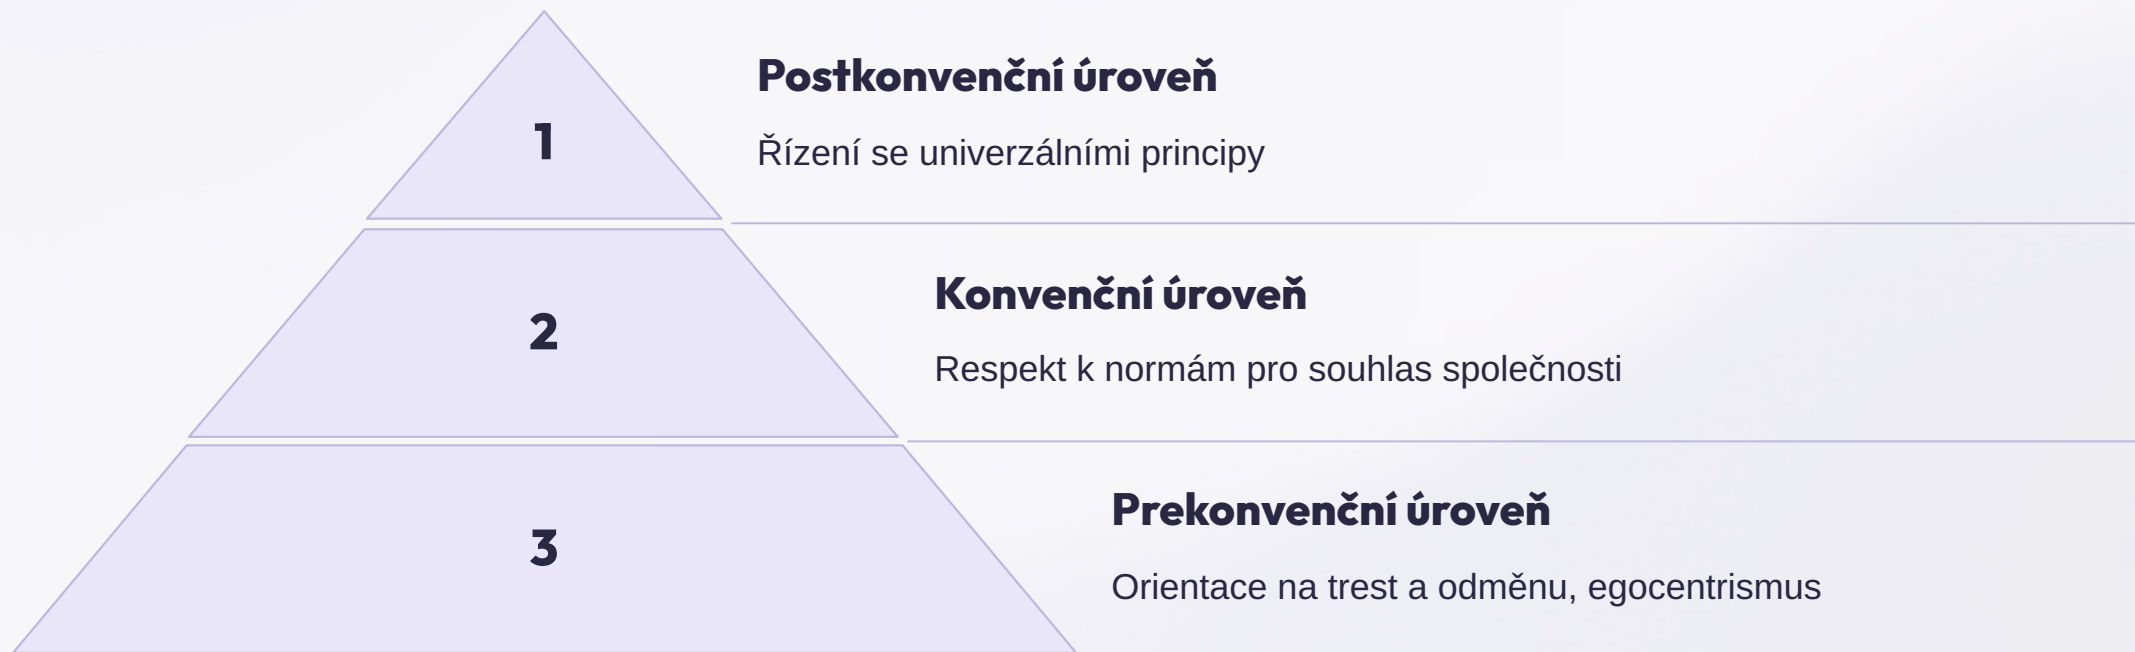 1
Postkonvenční úroveň
Řízení se univerzálními principy
2
Konvenční úroveň
Respekt k normám pro souhlas společnosti
3
Prekonvenční úroveň
Orientace na trest a odměnu, egocentrismus